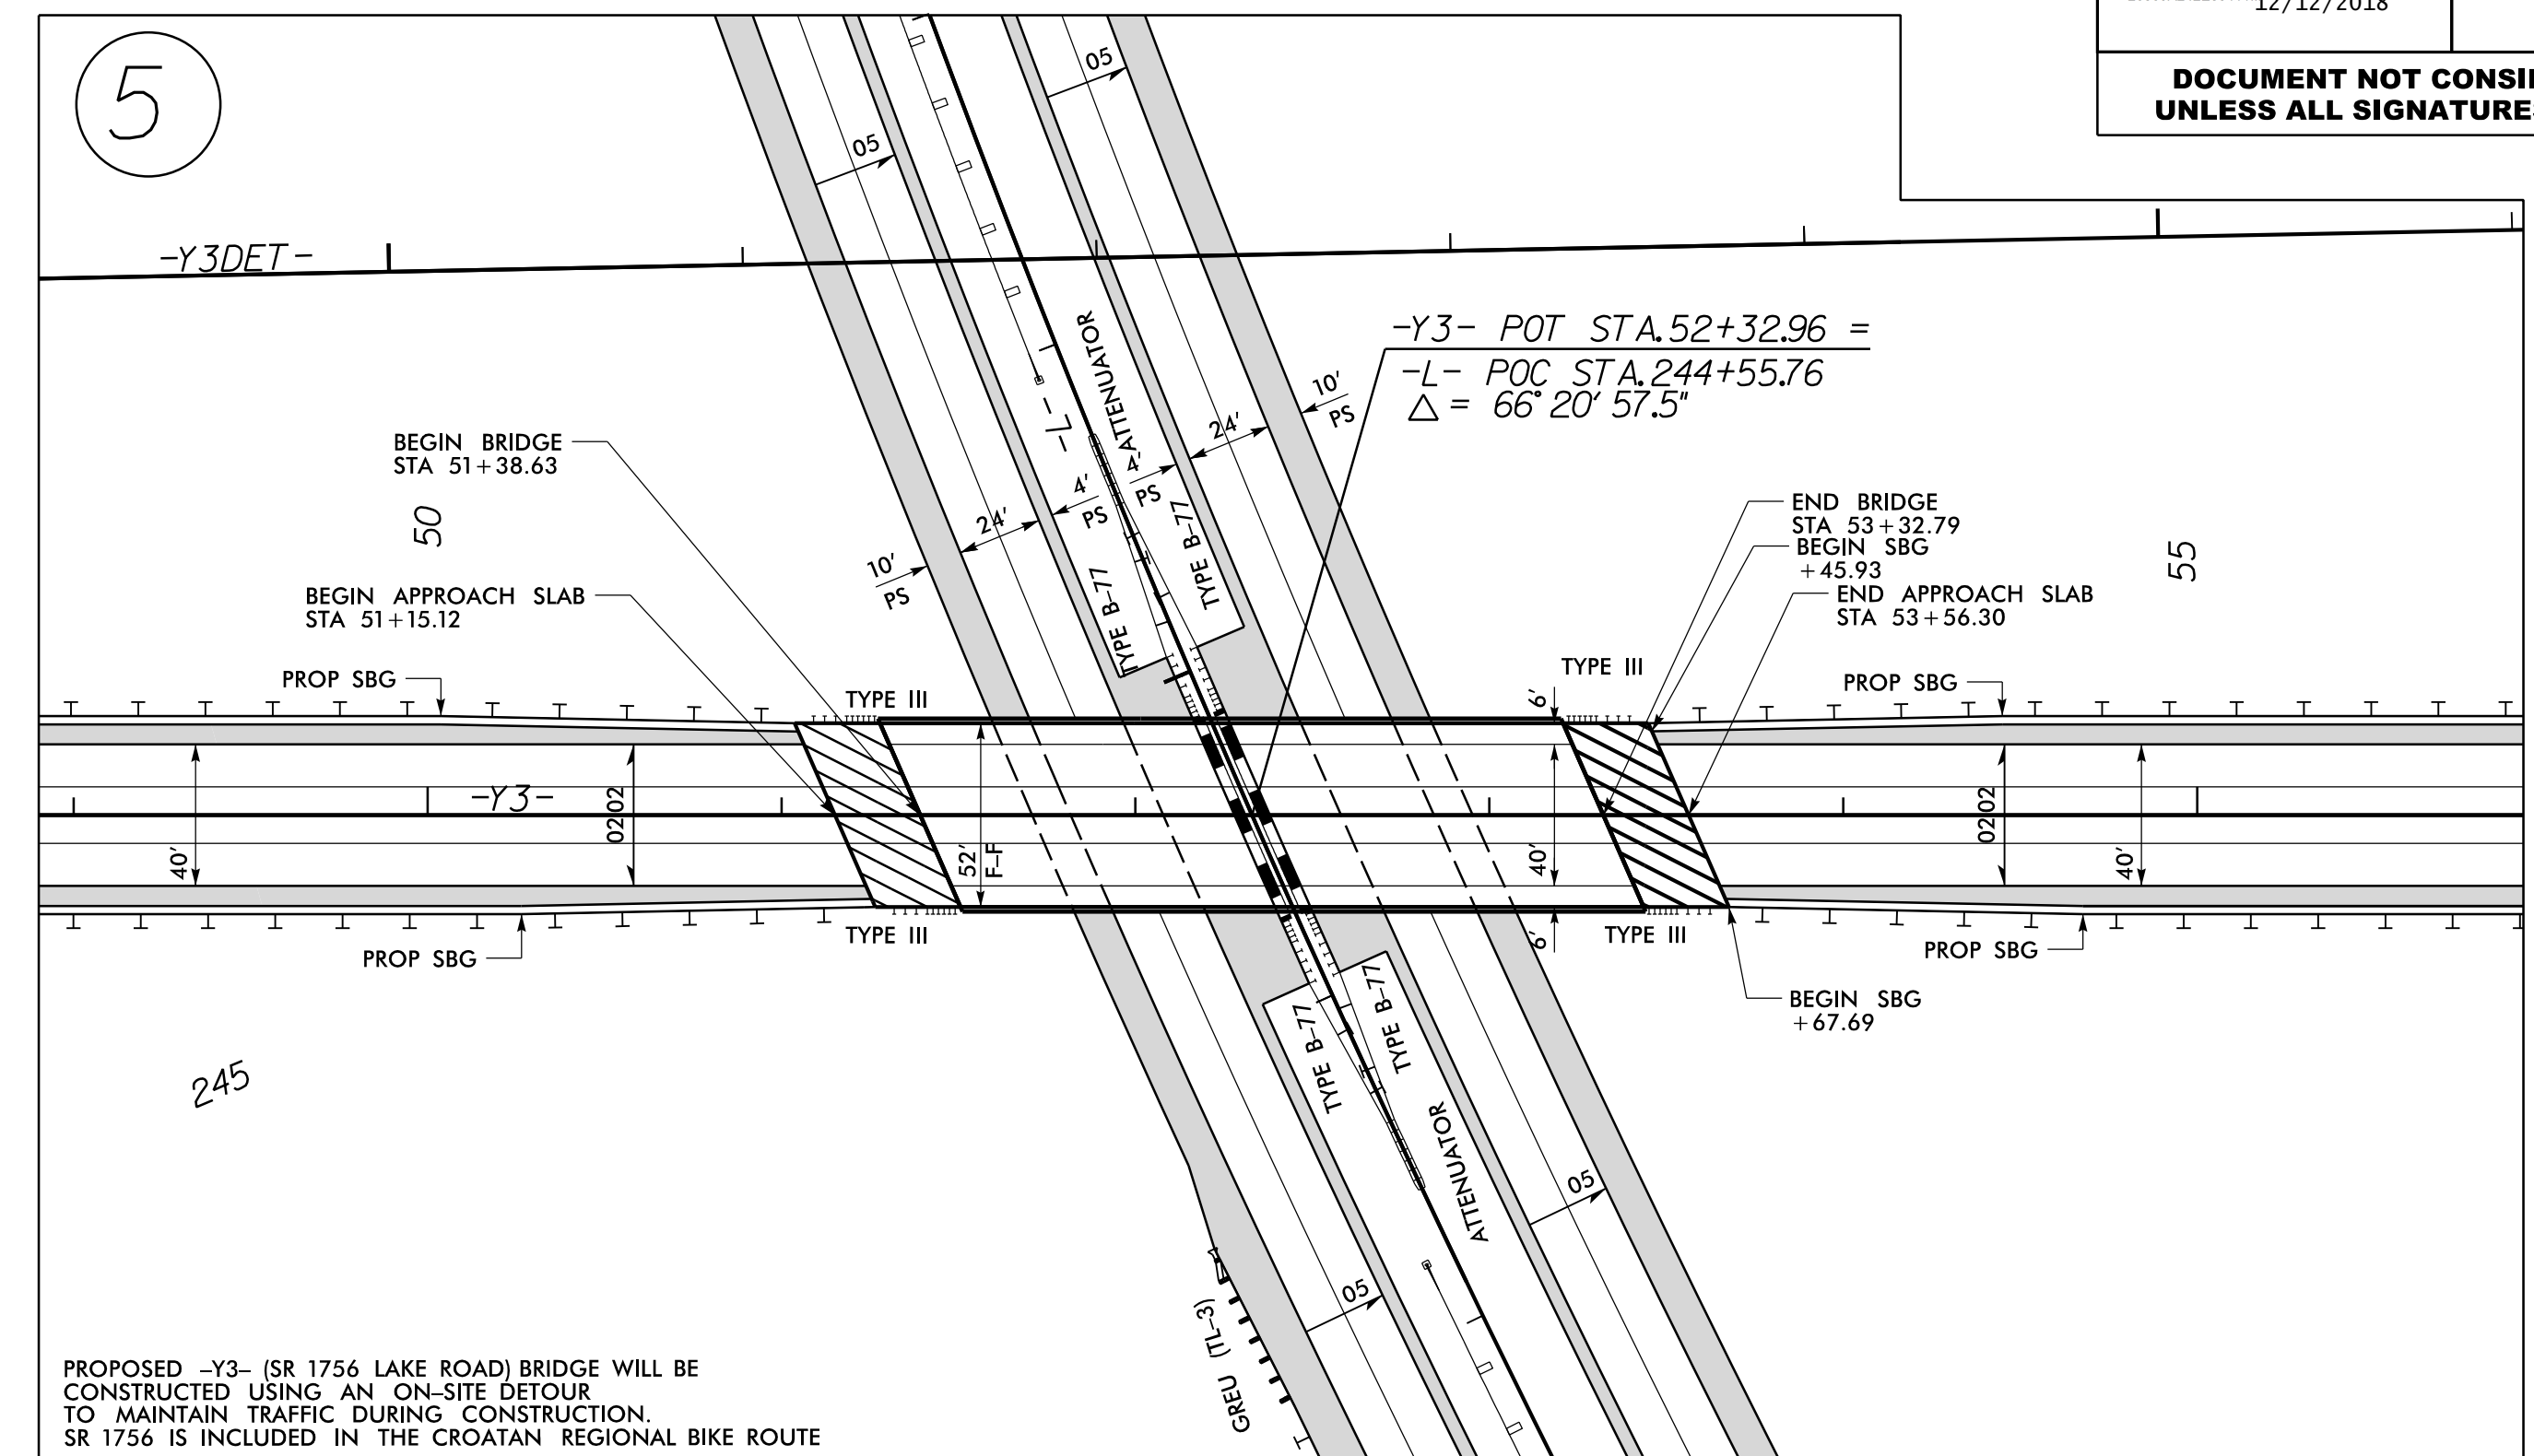 12/12/2018
DOCUMENT NOT CONSI
UNLESS ALL SIGNATURE
5
05
05
-Y3DET-
ATTENUATOR
-Y3- POT STA. 52+32.96 =
-L- POC STA. 244+55.76
△ = 66° 20' 57.5"
-L-
10'
PS
24'
4'
PS
4'
PS
24'
10'
PS
TYPE B-77
TYPE B-77
BEGIN BRIDGE
STA 51+38.63
50
BEGIN APPROACH SLAB
STA 51+15.12
END BRIDGE
STA 53+32.79
BEGIN SBG
+45.93
END APPROACH SLAB
STA 53+56.30
55
PROP SBG
TYPE III
6'
TYPE III
PROP SBG
-Y3-
40'
0202
52'
F-F
40'
0202
40'
PROP SBG
TYPE III
6'
TYPE III
PROP SBG
BEGIN SBG
+67.69
245
TYPE B-77
TYPE B-77
ATTENUATOR
05
05
GREU (TL-3)
PROPOSED -Y3- (SR 1756 LAKE ROAD) BRIDGE WILL BE
CONSTRUCTED USING AN ON-SITE DETOUR
TO MAINTAIN TRAFFIC DURING CONSTRUCTION.
SR 1756 IS INCLUDED IN THE CROATAN REGIONAL BIKE ROUTE